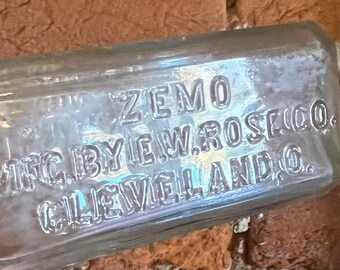 ZEMO
MFG. BY E.W. ROSE CO.
CLEVELAND, O.